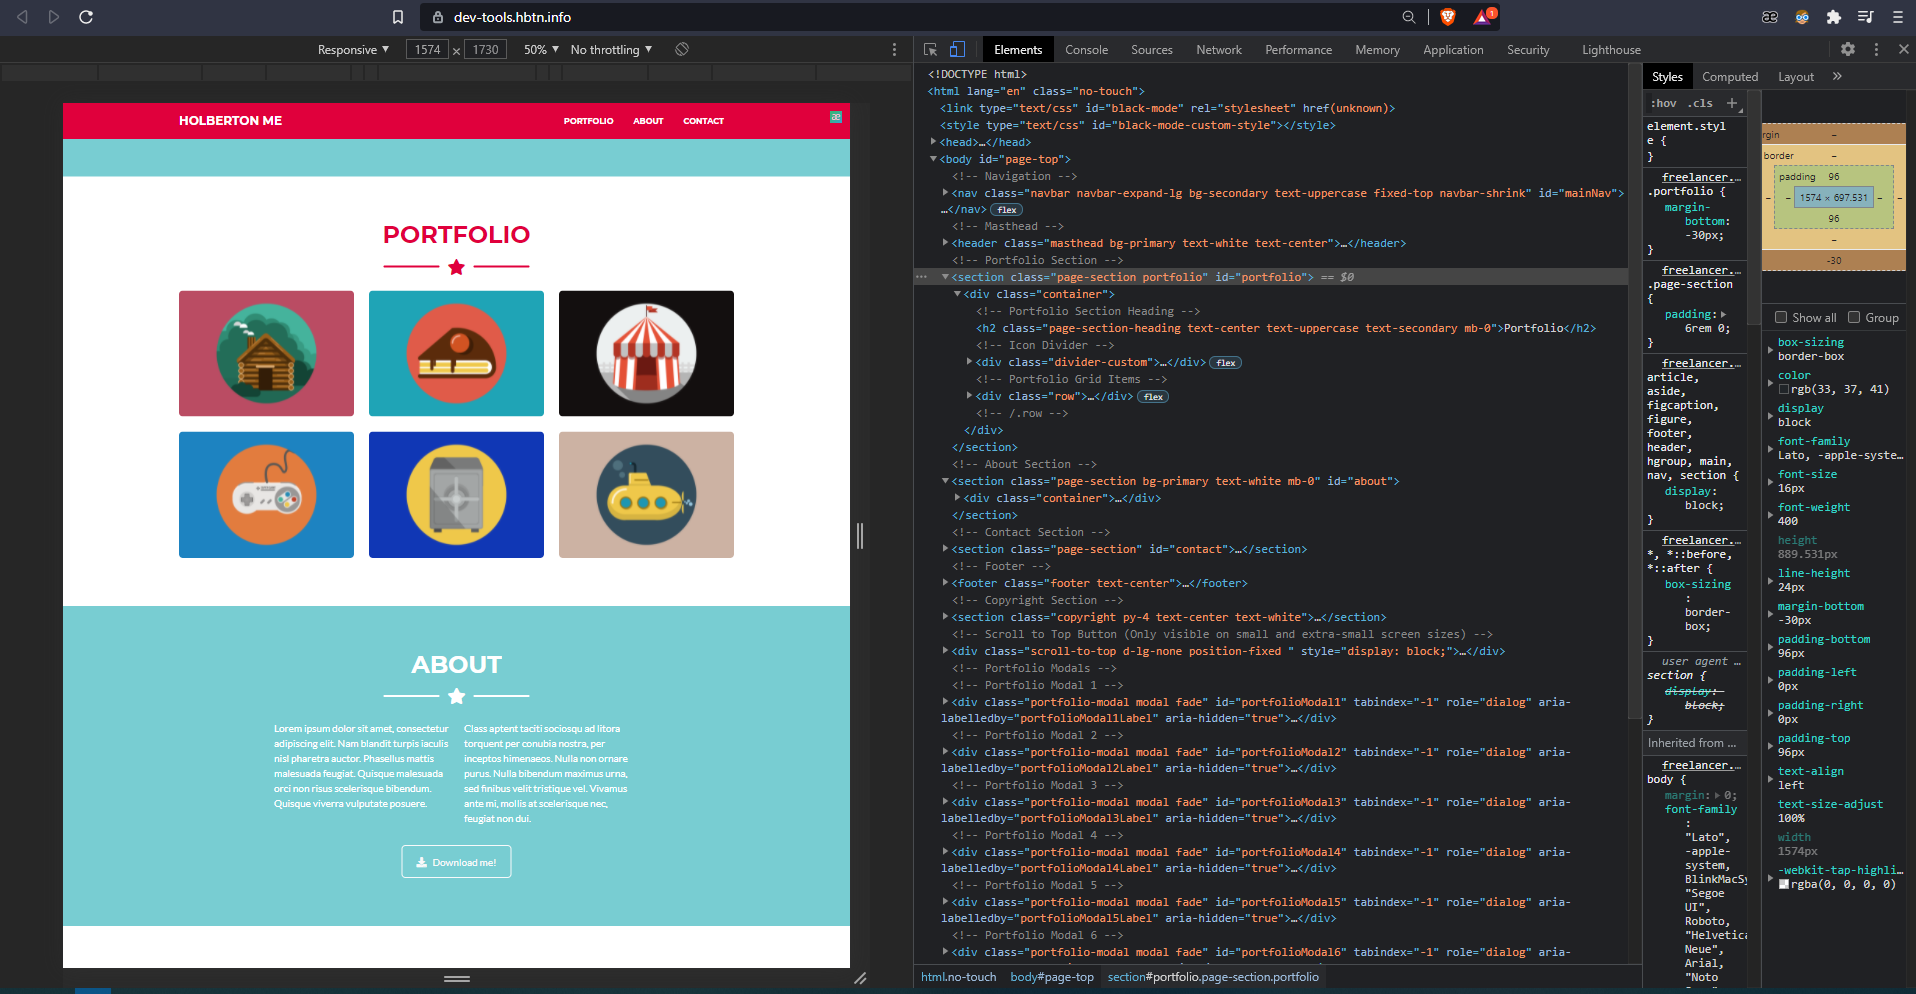 dev-tools.hbtn.info
1
æ
Responsive ▼ 1574 × 1730 50% ▼ No throttling ▼
Elements Console Sources Network Performance Memory Application Security Lighthouse
HOLBERTON ME
PORTFOLIO ABOUT CONTACT
æ
PORTFOLIO
ABOUT
Lorem ipsum dolor sit amet, consectetur
adipiscing elit. Nam blandit turpis iaculis
nisl pharetra auctor. Phasellus mattis
malesuada feugiat. Quisque malesuada
orci non risus scelerisque bibendum.
Quisque viverra vulputate posuere.
Class aptent taciti sociosqu ad litora
torquent per conubia nostra, per
inceptos himenaeos. Nulla non ornare
purus. Nulla bibendum maximus urna,
sed finibus velit tristique vel. Vivamus
ante mi, mollis at scelerisque nec,
feugiat non dui.
Download me!
<!DOCTYPE html>
<html lang="en" class="no-touch">
<link type="text/css" id="black-mode" rel="stylesheet" href(unknown)>
<style type="text/css" id="black-mode-custom-style"></style>
<head>…</head>
<body id="page-top">
<!-- Navigation -->
<nav class="navbar navbar-expand-lg bg-secondary text-uppercase fixed-top navbar-shrink" id="mainNav">
…</nav> flex
<!-- Masthead -->
<header class="masthead bg-primary text-white text-center">…</header>
<!-- Portfolio Section -->
… <section class="page-section portfolio" id="portfolio"> == $0
<div class="container">
<!-- Portfolio Section Heading -->
<h2 class="page-section-heading text-center text-uppercase text-secondary mb-0">Portfolio</h2>
<!-- Icon Divider -->
<div class="divider-custom">…</div> flex
<!-- Portfolio Grid Items -->
<div class="row">…</div> flex
<!-- /.row -->
</div>
</section>
<!-- About Section -->
<section class="page-section bg-primary text-white mb-0" id="about">
<div class="container">…</div>
</section>
<!-- Contact Section -->
<section class="page-section" id="contact">…</section>
<!-- Footer -->
<footer class="footer text-center">…</footer>
<!-- Copyright Section -->
<section class="copyright py-4 text-center text-white">…</section>
<!-- Scroll to Top Button (Only visible on small and extra-small screen sizes) -->
<div class="scroll-to-top d-lg-none position-fixed " style="display: block;">…</div>
<!-- Portfolio Modals -->
<!-- Portfolio Modal 1 -->
<div class="portfolio-modal modal fade" id="portfolioModal1" tabindex="-1" role="dialog" aria-
labelledby="portfolioModal1Label" aria-hidden="true">…</div>
<!-- Portfolio Modal 2 -->
<div class="portfolio-modal modal fade" id="portfolioModal2" tabindex="-1" role="dialog" aria-
labelledby="portfolioModal2Label" aria-hidden="true">…</div>
<!-- Portfolio Modal 3 -->
<div class="portfolio-modal modal fade" id="portfolioModal3" tabindex="-1" role="dialog" aria-
labelledby="portfolioModal3Label" aria-hidden="true">…</div>
<!-- Portfolio Modal 4 -->
<div class="portfolio-modal modal fade" id="portfolioModal4" tabindex="-1" role="dialog" aria-
labelledby="portfolioModal4Label" aria-hidden="true">…</div>
<!-- Portfolio Modal 5 -->
<div class="portfolio-modal modal fade" id="portfolioModal5" tabindex="-1" role="dialog" aria-
labelledby="portfolioModal5Label" aria-hidden="true">…</div>
<!-- Portfolio Modal 6 -->
<div class="portfolio-modal modal fade" id="portfolioModal6" tabindex="-1" role="dialog" aria-
html.no-touch body#page-top section#portfolio.page-section.portfolio
Styles Computed Layout »
:hov .cls +
element.styl
e {
}
freelancer.…
.portfolio {
margin-
bottom:
-30px;
}
freelancer.…
.page-section
{
padding:
6rem 0;
}
freelancer.…
article,
aside,
figcaption,
figure,
footer,
header,
hgroup, main,
nav, section {
display:
block;
}
freelancer.…
*, *::before,
*::after {
box-sizing
:
border-
box;
}
user agent …
section {
display:
block;
}
Inherited from …
freelancer.…
body {
margin: 0;
font-family
:
"Lato",
-apple-
system,
BlinkMacSy
"Segoe
UI",
Roboto,
"Helvetica
Neue",
Arial,
"Noto
rgin –
border –
padding 96
– – 1574 × 697.531 – –
96
–
-30
Show all Group
box-sizing
border-box
color
rgb(33, 37, 41)
display
block
font-family
Lato, -apple-syste…
font-size
16px
font-weight
400
height
889.531px
line-height
24px
margin-bottom
-30px
padding-bottom
96px
padding-left
0px
padding-right
0px
padding-top
96px
text-align
left
text-size-adjust
100%
width
1574px
-webkit-tap-highli…
rgba(0, 0, 0, 0)